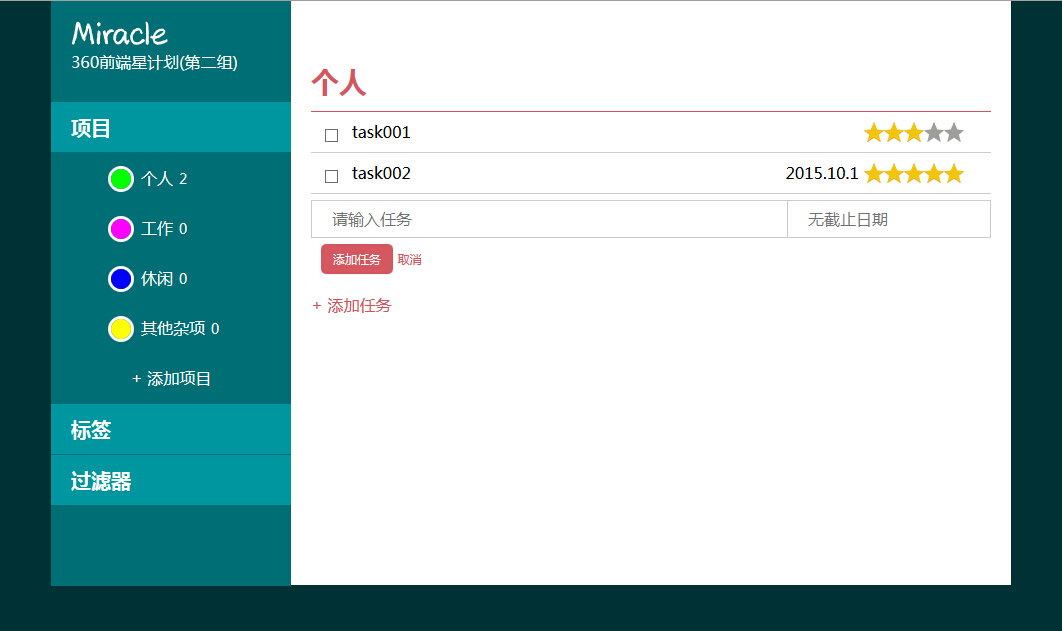 Miracle
360前端星计划(第二组)
项目
个人 2
工作 0
休闲 0
其他杂项 0
+ 添加项目
标签
过滤器
个人
task001
task002 2015.10.1
请输入任务 无截止日期
添加任务 取消
+ 添加任务